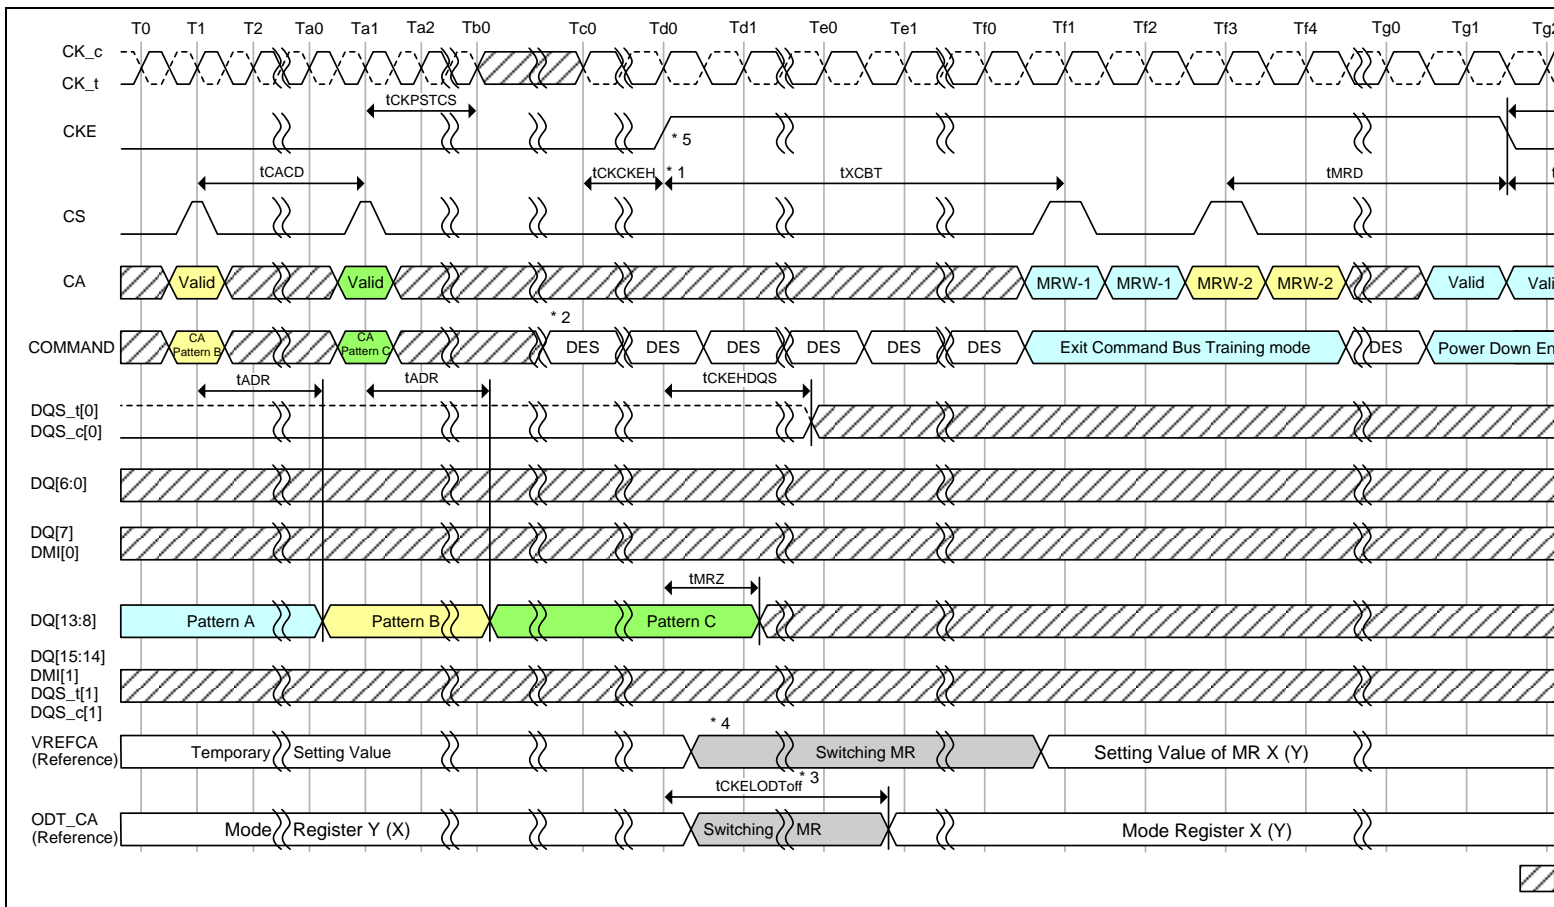 T0 T1 T2 Ta0 Ta1 Ta2 Tb0 Tc0 Td0 Td1 Te0 Te1 Tf0 Tf1 Tf2 Tf3 Tf4 Tg0 Tg1 Tg2
CK_c
CK_t
tCKPSTCS
CKE
* 5
tCACD tCKCKEH * 1 tXCBT tMRD t
CS
CA Valid Valid MRW-1 MRW-1 MRW-2 MRW-2 Valid Vali
* 2
COMMAND CA Pattern B CA Pattern C DES DES DES DES DES DES Exit Command Bus Training mode DES Power Down En
tADR tADR tCKEHDQS
DQS_t[0]
DQS_c[0]
DQ[6:0]
DQ[7]
DMI[0]
tMRZ
DQ[13:8] Pattern A Pattern B Pattern C
DQ[15:14]
DMI[1]
DQS_t[1]
DQS_c[1]
* 4
VREFCA
(Reference) Temporary Setting Value Switching MR Setting Value of MR X (Y)
tCKELODToff * 3
ODT_CA
(Reference) Mode Register Y (X) Switching MR Mode Register X (Y)